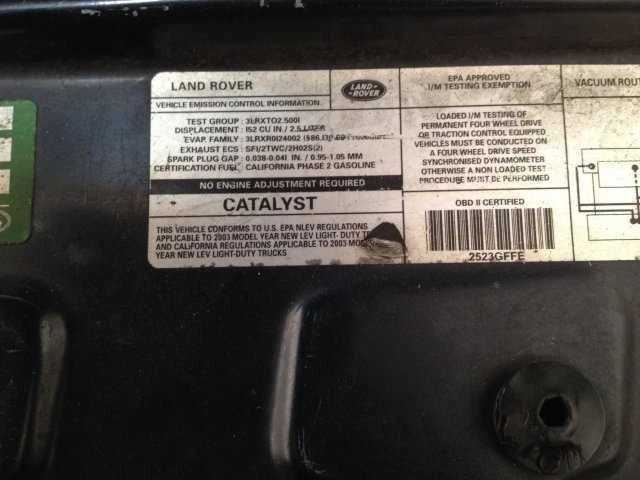 LAND ROVER
LAND-
-ROVER
VEHICLE EMISSION CONTROL INFORMATION
TEST GROUP : 3LRXT02.500I
DISPLACEMENT : 152 CU IN. / 2.5 LITER
EVAP. FAMILY : 3LRXR0024002
EXHAUST ECS : SFI/2TWC/2HO2S(2)
SPARK PLUG GAP : 0.038-0.041 IN. / 0.95-1.05 MM
CERTIFICATION FUEL : CALIFORNIA PHASE 2 GASOLINE
NO ENGINE ADJUSTMENT REQUIRED
CATALYST
THIS VEHICLE CONFORMS TO U.S. EPA NLEV REGULATIONS
APPLICABLE TO 2003 MODEL YEAR NEW LEV LIGHT- DUTY
AND CALIFORNIA REGULATIONS APPLICABLE TO 2003 MODEL
YEAR NEW LEV LIGHT-DUTY TRUCKS
EPA APPROVED
I/M TESTING EXEMPTION
LOADED I/M TESTING OF
PERMANENT FOUR WHEEL DRIVE
OR TRACTION CONTROL EQUIPPED
VEHICLES MUST BE CONDUCTED ON
A FOUR WHEEL DRIVE SPEED
SYNCHRONISED DYNAMOMETER
OTHERWISE A NON LOADED I/M TEST
PROCEDURE MUST BE PERFORMED
OBD II CERTIFIED
2523GFFE
VACUUM ROUT